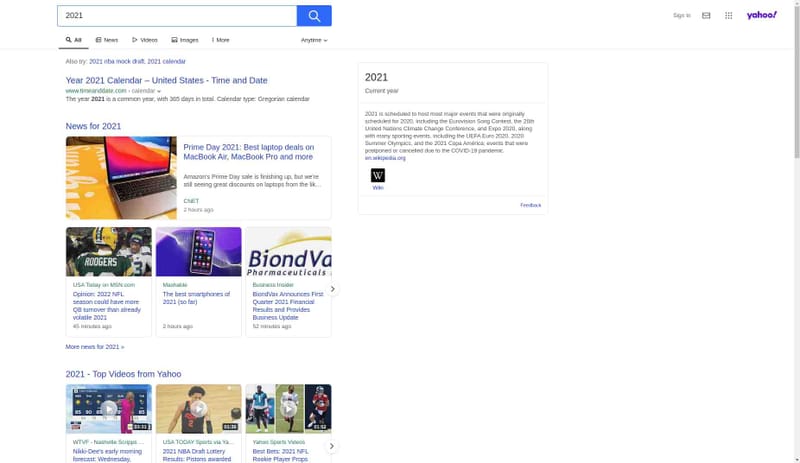 2021
Sign In
yahoo!
All
News
Videos
Images
More
Anytime
Also try: 2021 nba mock draft, 2021 calendar
Year 2021 Calendar – United States - Time and Date
www.timeanddate.com › calendar
The year 2021 is a common year, with 365 days in total. Calendar type: Gregorian calendar
News for 2021
Prime Day 2021: Best laptop deals on
MacBook Air, MacBook Pro and more
Amazon's Prime Day sale is finishing up, but we're
still seeing great discounts on laptops from the lik…
CNET
2 hours ago
RODGERS
USA Today on MSN.com
Opinion: 2022 NFL
season could have more
QB turnover than already
volatile 2021
45 minutes ago
Mashable
The best smartphones of
2021 (so far)
2 hours ago
BiondVax
Pharmaceuticals
Business Insider
BiondVax Announces First
Quarter 2021 Financial
Results and Provides
Business Update
52 minutes ago
More news for 2021 »
2021 - Top Videos from Yahoo
85 90
03:31
WTVF - Nashville Scripps ...
Nikki-Dee's early morning
forecast: Wednesday,
01:36
USA TODAY Sports via Ya...
2021 NBA Draft Lottery
Results: Pistons awarded
01:52
Yahoo Sports Videos
Best Bets: 2021 NFL
Rookie Player Props
2021
Current year
2021 is scheduled to host most major events that were originally
scheduled for 2020, including the Eurovision Song Contest, the 26th
United Nations Climate Change Conference, and Expo 2020, along
with many sporting events, including the UEFA Euro 2020, 2020
Summer Olympics, and the 2021 Copa América; events that were
postponed or canceled due to the COVID-19 pandemic.
en.wikipedia.org
W
Wiki
Feedback